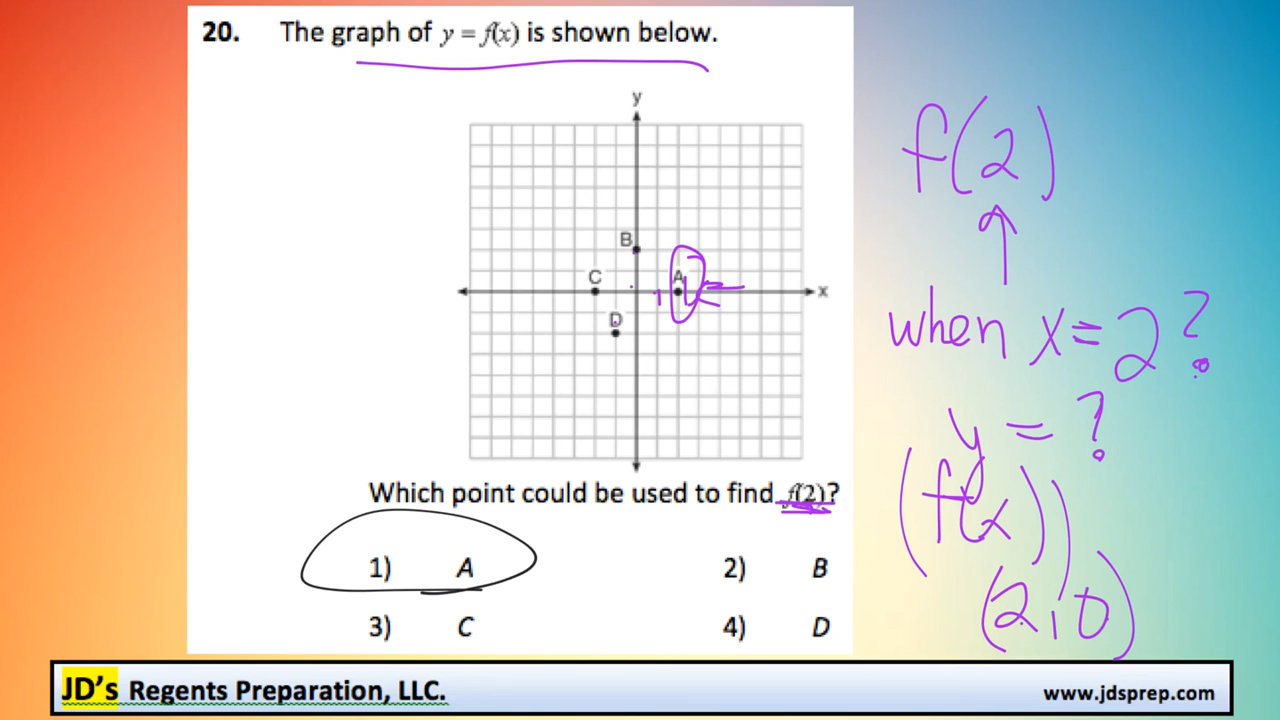 20. The graph of y = f(x) is shown below.
y
B
C
A
x
D
Which point could be used to find f(2)?
1) A
2) B
3) C
4) D
f(2)
when x=2?
y = ?
(f(x))
(2,0)
JD's Regents Preparation, LLC.
www.jdsprep.com